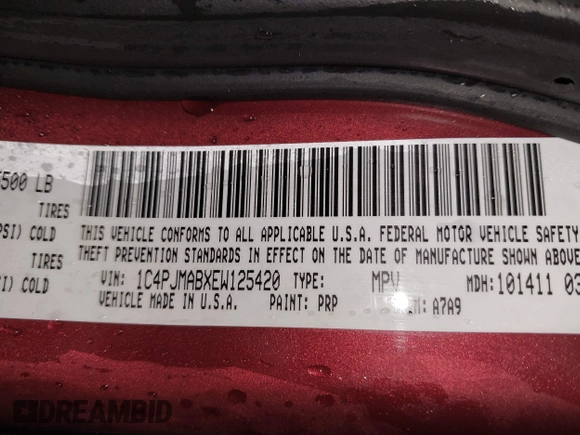 500 LB
TIRES
PSI) COLD
TIRES
SI) COLD
THIS VEHICLE CONFORMS TO ALL APPLICABLE U.S.A. FEDERAL MOTOR VEHICLE SAFETY
THEFT PREVENTION STANDARDS IN EFFECT ON THE DATE OF MANUFACTURE SHOWN ABOVE
VIN: 1C4PJMABXEW125420 TYPE: MPV MDH: 101411 03
VEHICLE MADE IN U.S.A. PAINT: PRP M: A7A9
DREAMBID